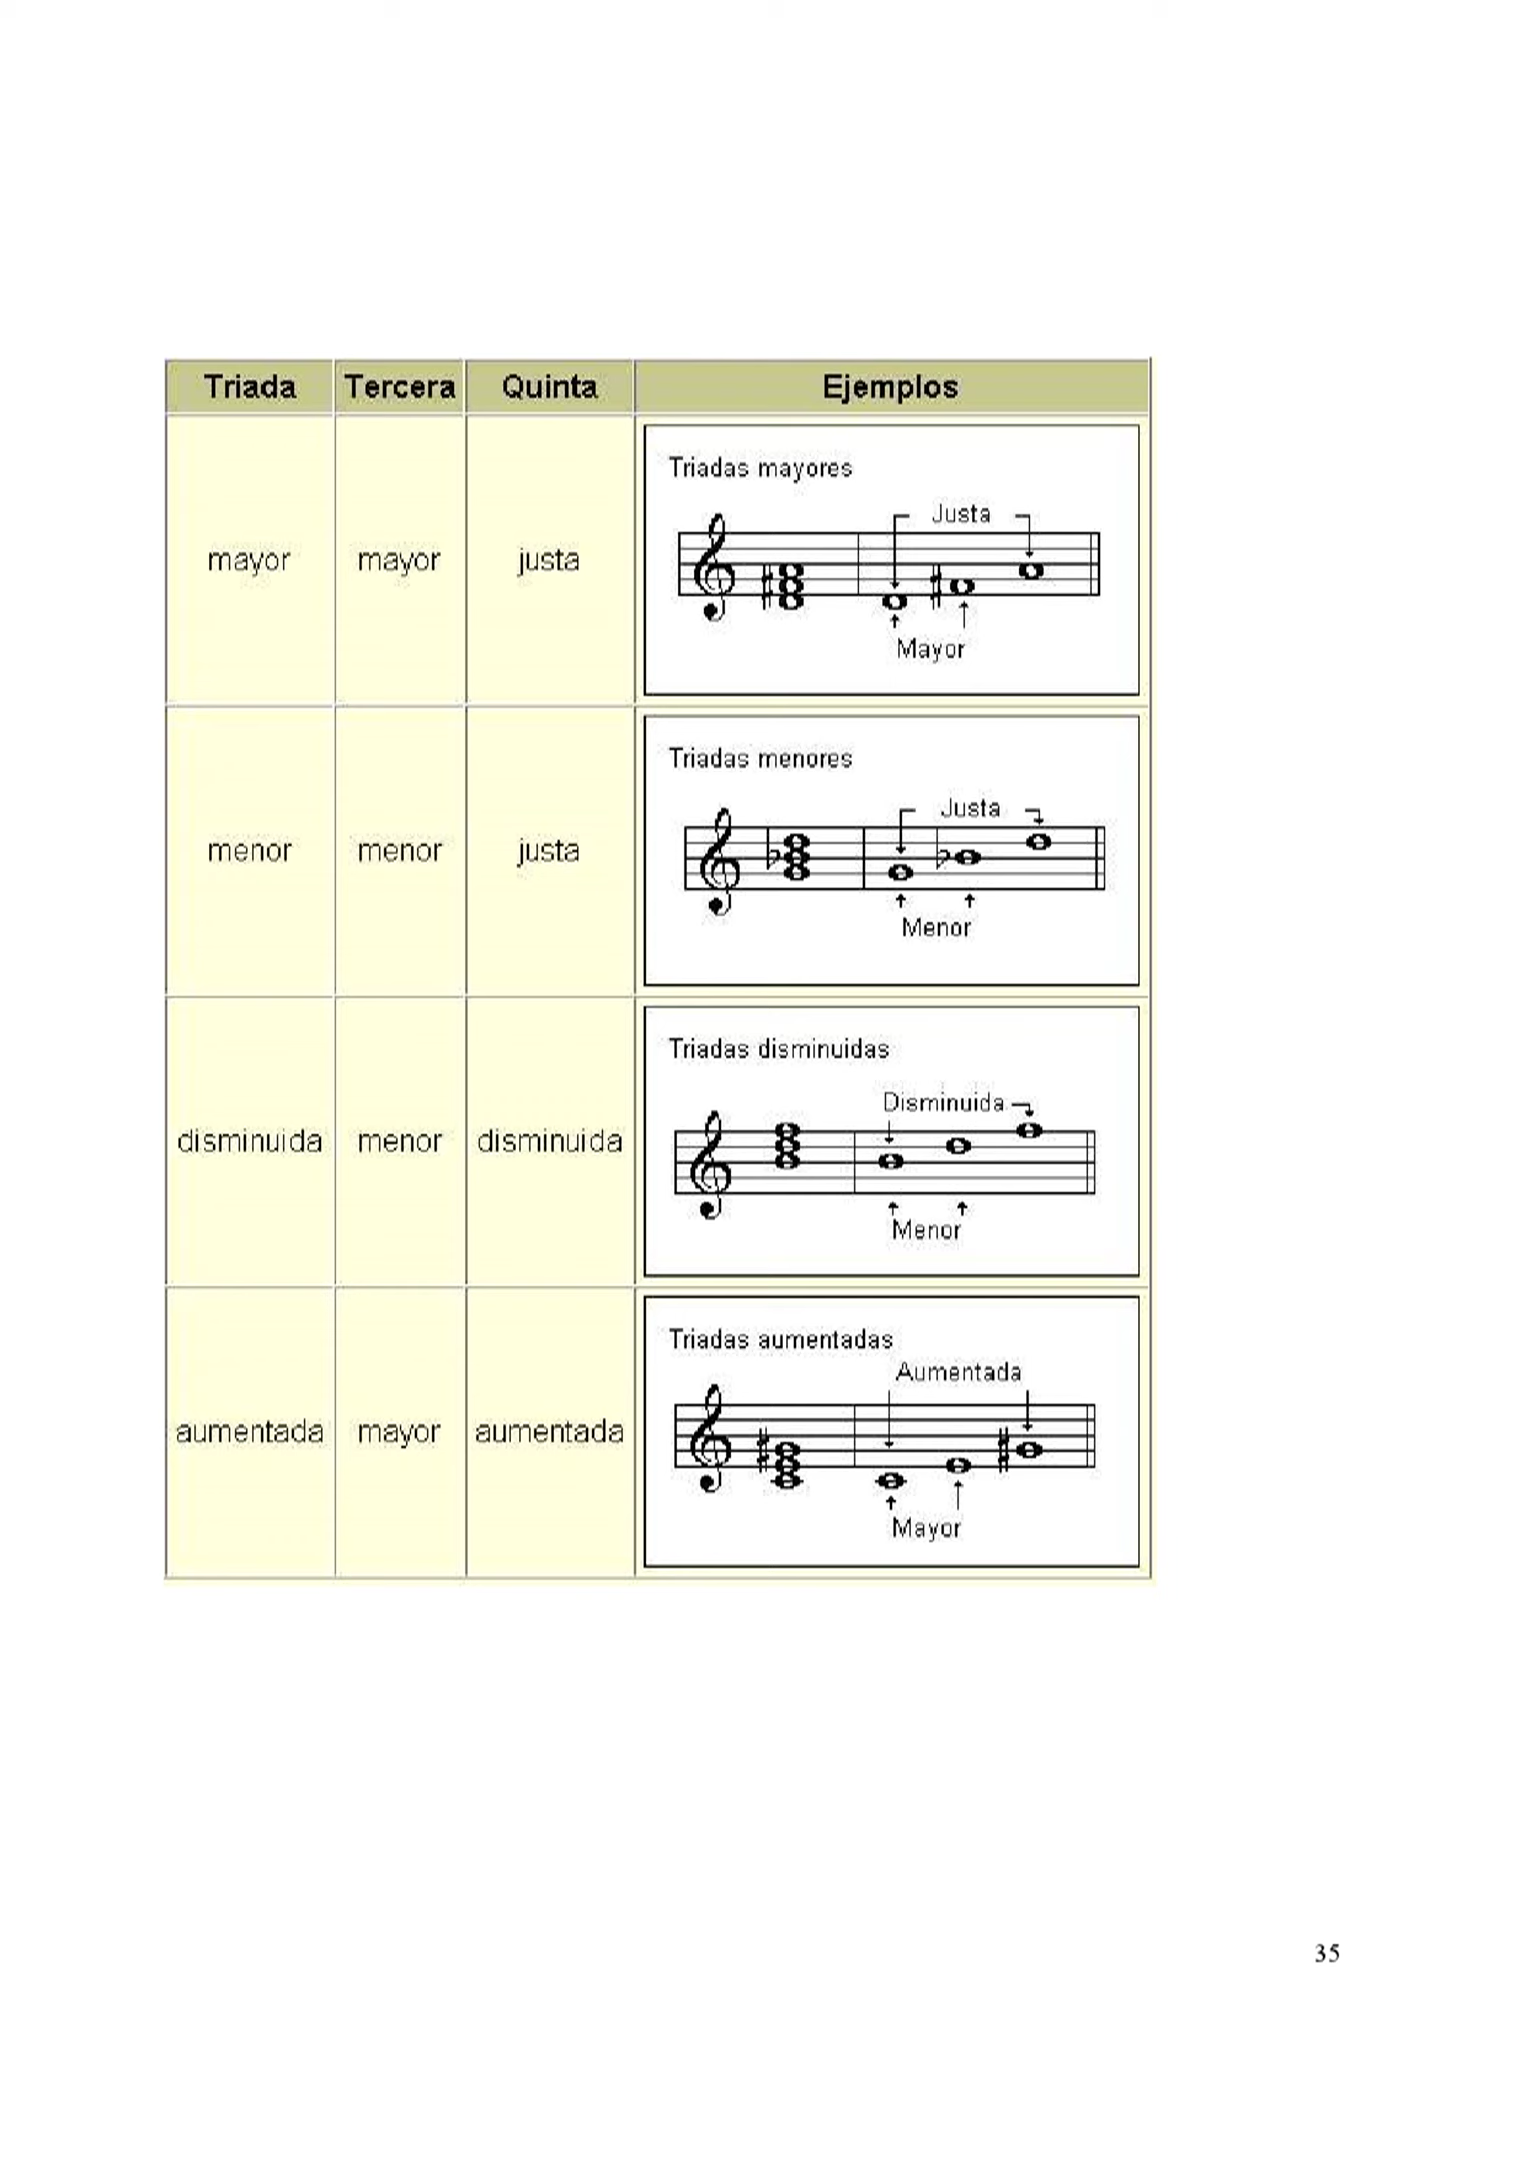 Triada Tercera Quinta Ejemplos
Triadas mayores
Justa
mayor mayor justa
Mayor
Triadas menores
Justa
menor menor justa
Menor
Triadas disminuidas
Disminuida
disminuida menor disminuida
Menor
Triadas aumentadas
Aumentada
aumentada mayor aumentada
Mayor
35